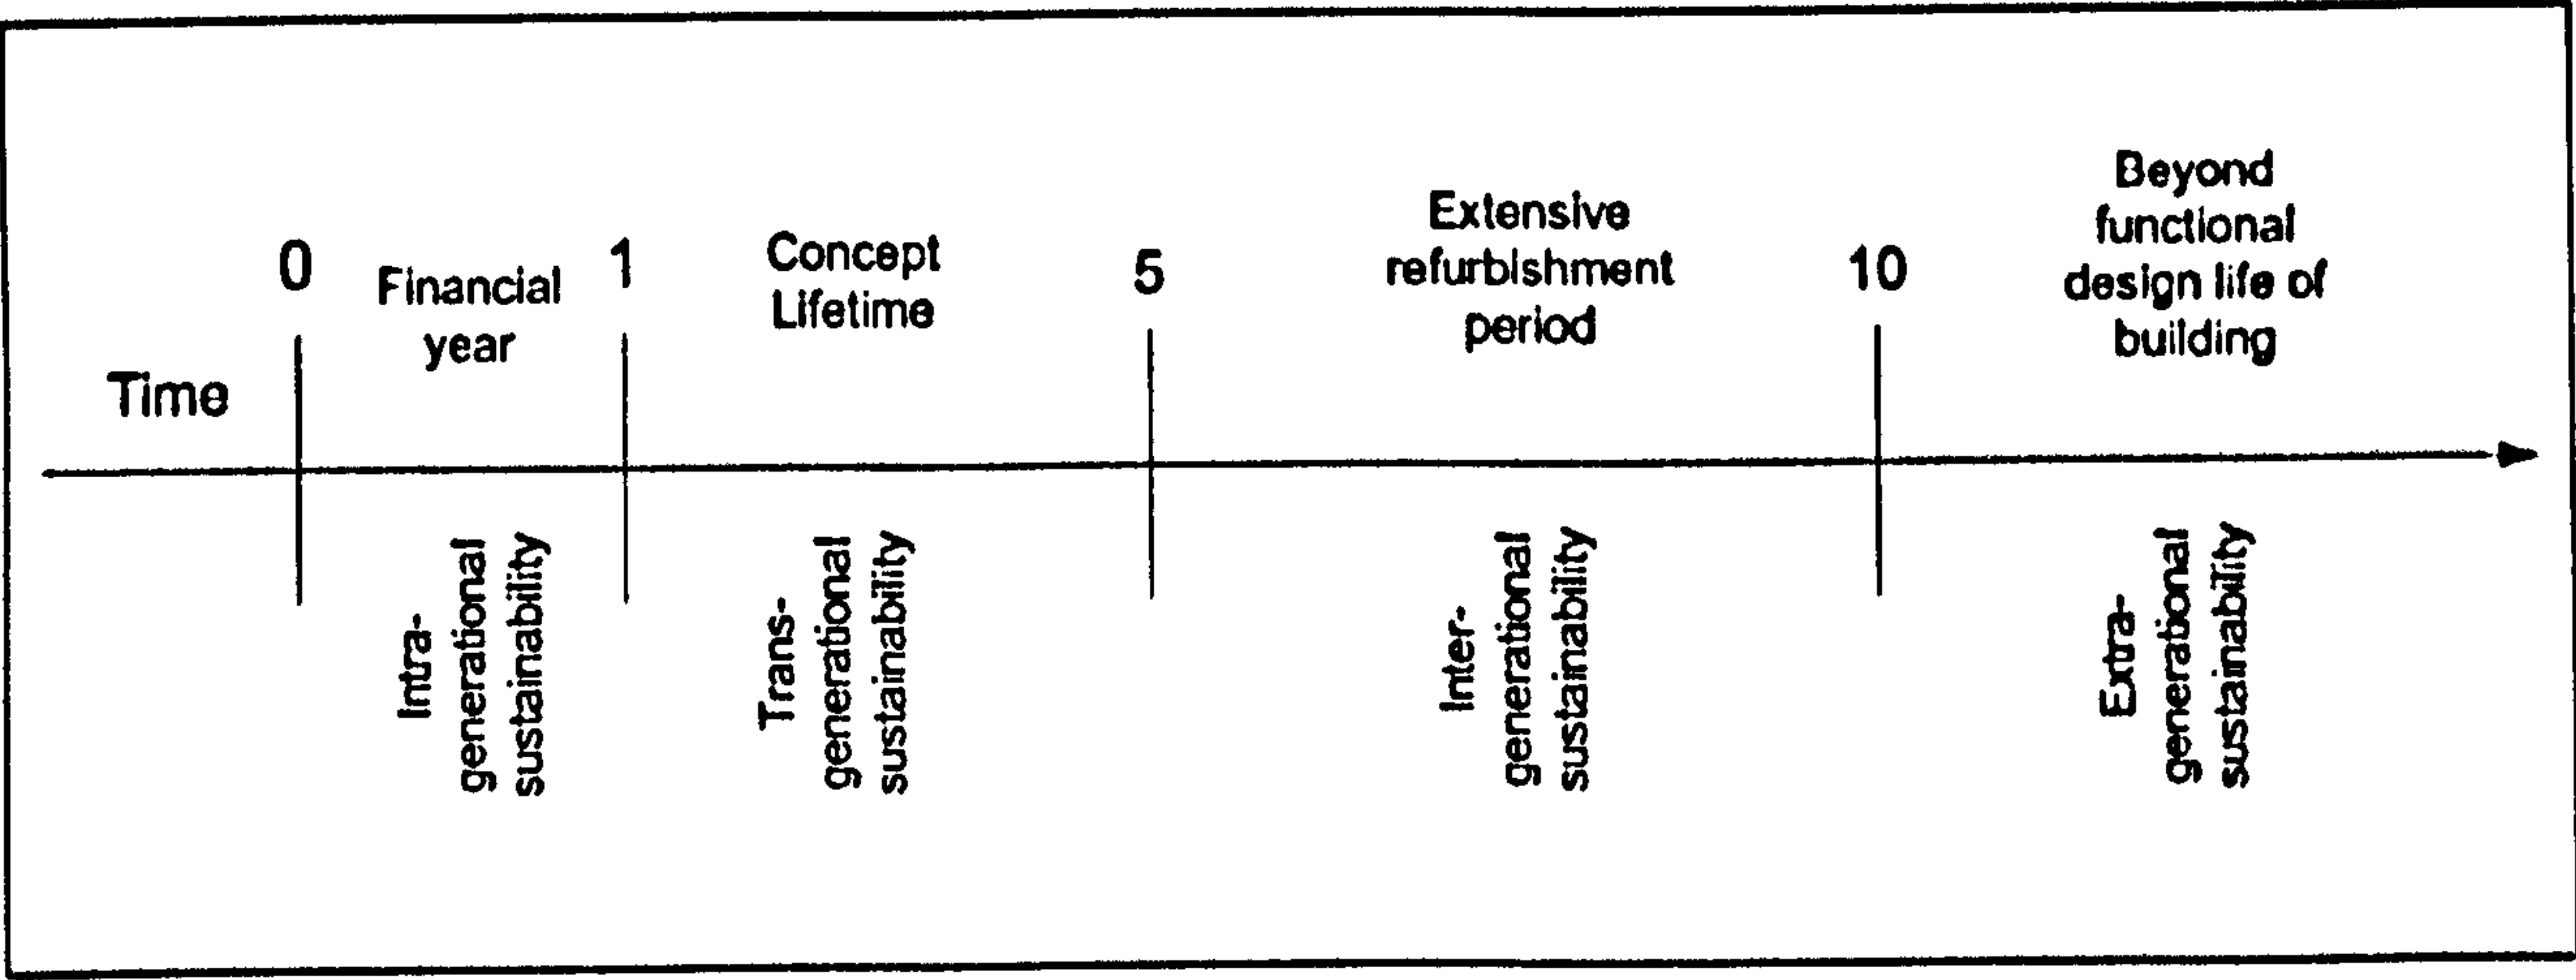 Time
0
Financial
year
1
Concept
Lifetime
5
Extensive
refurbishment
period
10
Beyond
functional
design life of
building
Intra-
generational
sustainability
Trans-
generational
sustainability
Inter-
generational
sustainability
Extra-
generational
sustainability